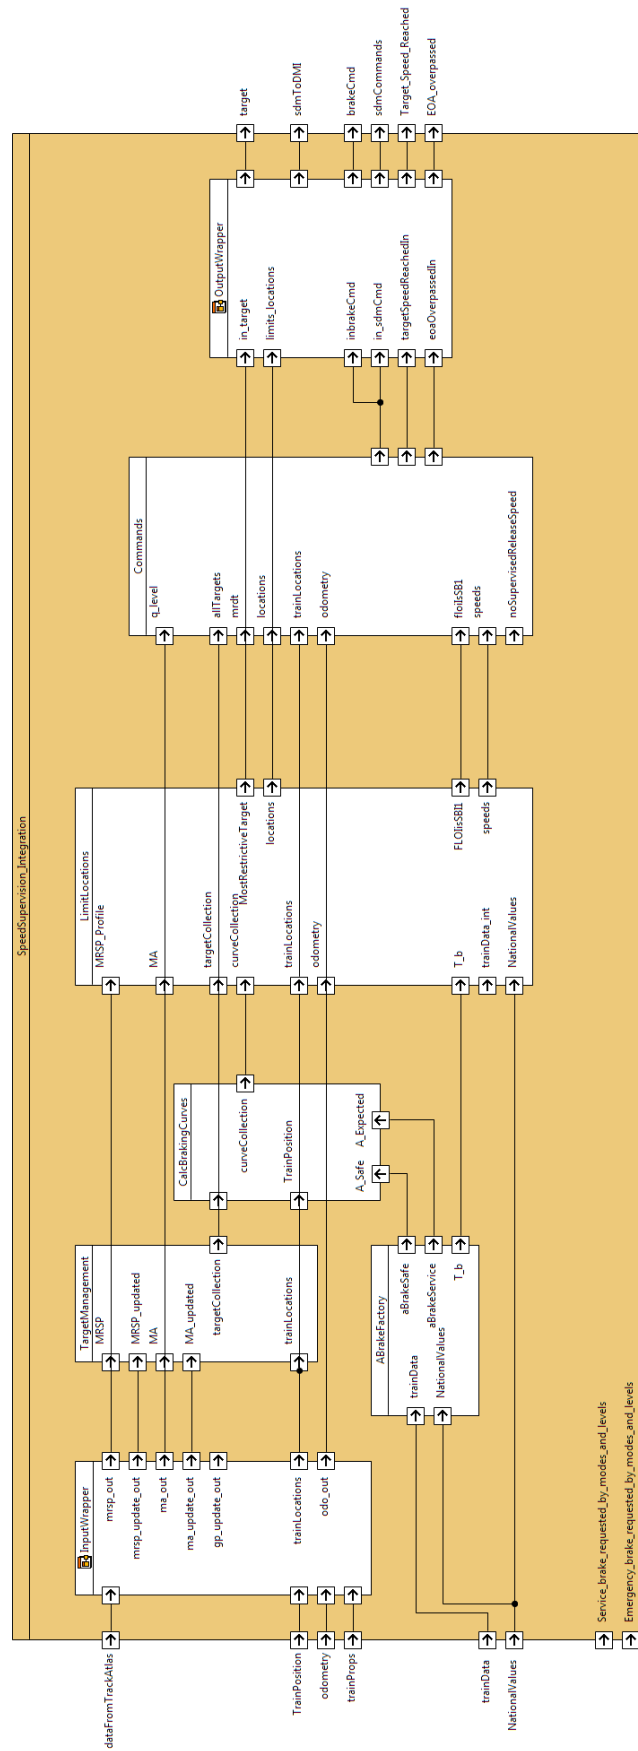 SpeedSupervision_Integration
dataFromTrackAtlas
TrainPosition
odometry
trainProps
trainData
NationalValues
Service_brake_requested_by_modes_and_levels
Emergency_brake_requested_by_modes_and_levels
InputWrapper
mrsp_out
mrsp_update_out
ma_out
ma_update_out
gp_update_out
trainLocations
odo_out
TargetManagement
MRSP
MRSP_updated
MA
MA_updated
targetCollection
trainLocations
ABrakeFactory
trainData
NationalValues
aBrakeSafe
aBrakeService
T_b
CalcBrakingCurves
curveCollection
TrainPosition
A_Safe
A_Expected
LimitLocations
MRSP_Profile
MA
targetCollection
curveCollection
MostRestrictiveTarget
locations
trainLocations
odometry
T_b
trainData_int
NationalValues
FLOIisSBI1
speeds
Commands
q_level
allTargets
mrdt
locations
trainLocations
odometry
floiIsSB1
speeds
noSupervisedReleaseSpeed
OutputWrapper
in_target
limits_locations
inbrakeCmd
in_sdmCmd
targetSpeedReachedIn
eoaOverpassedIn
target
sdmToDMI
brakeCmd
sdmCommands
Target_Speed_Reached
EOA_overpassed